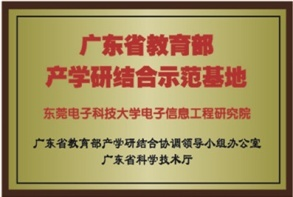 广东省教育部
产学研结合示范基地
东莞电子科技大学电子信息工程研究院
广东省教育部产学研结合协调领导小组办公室
广东省科学技术厅